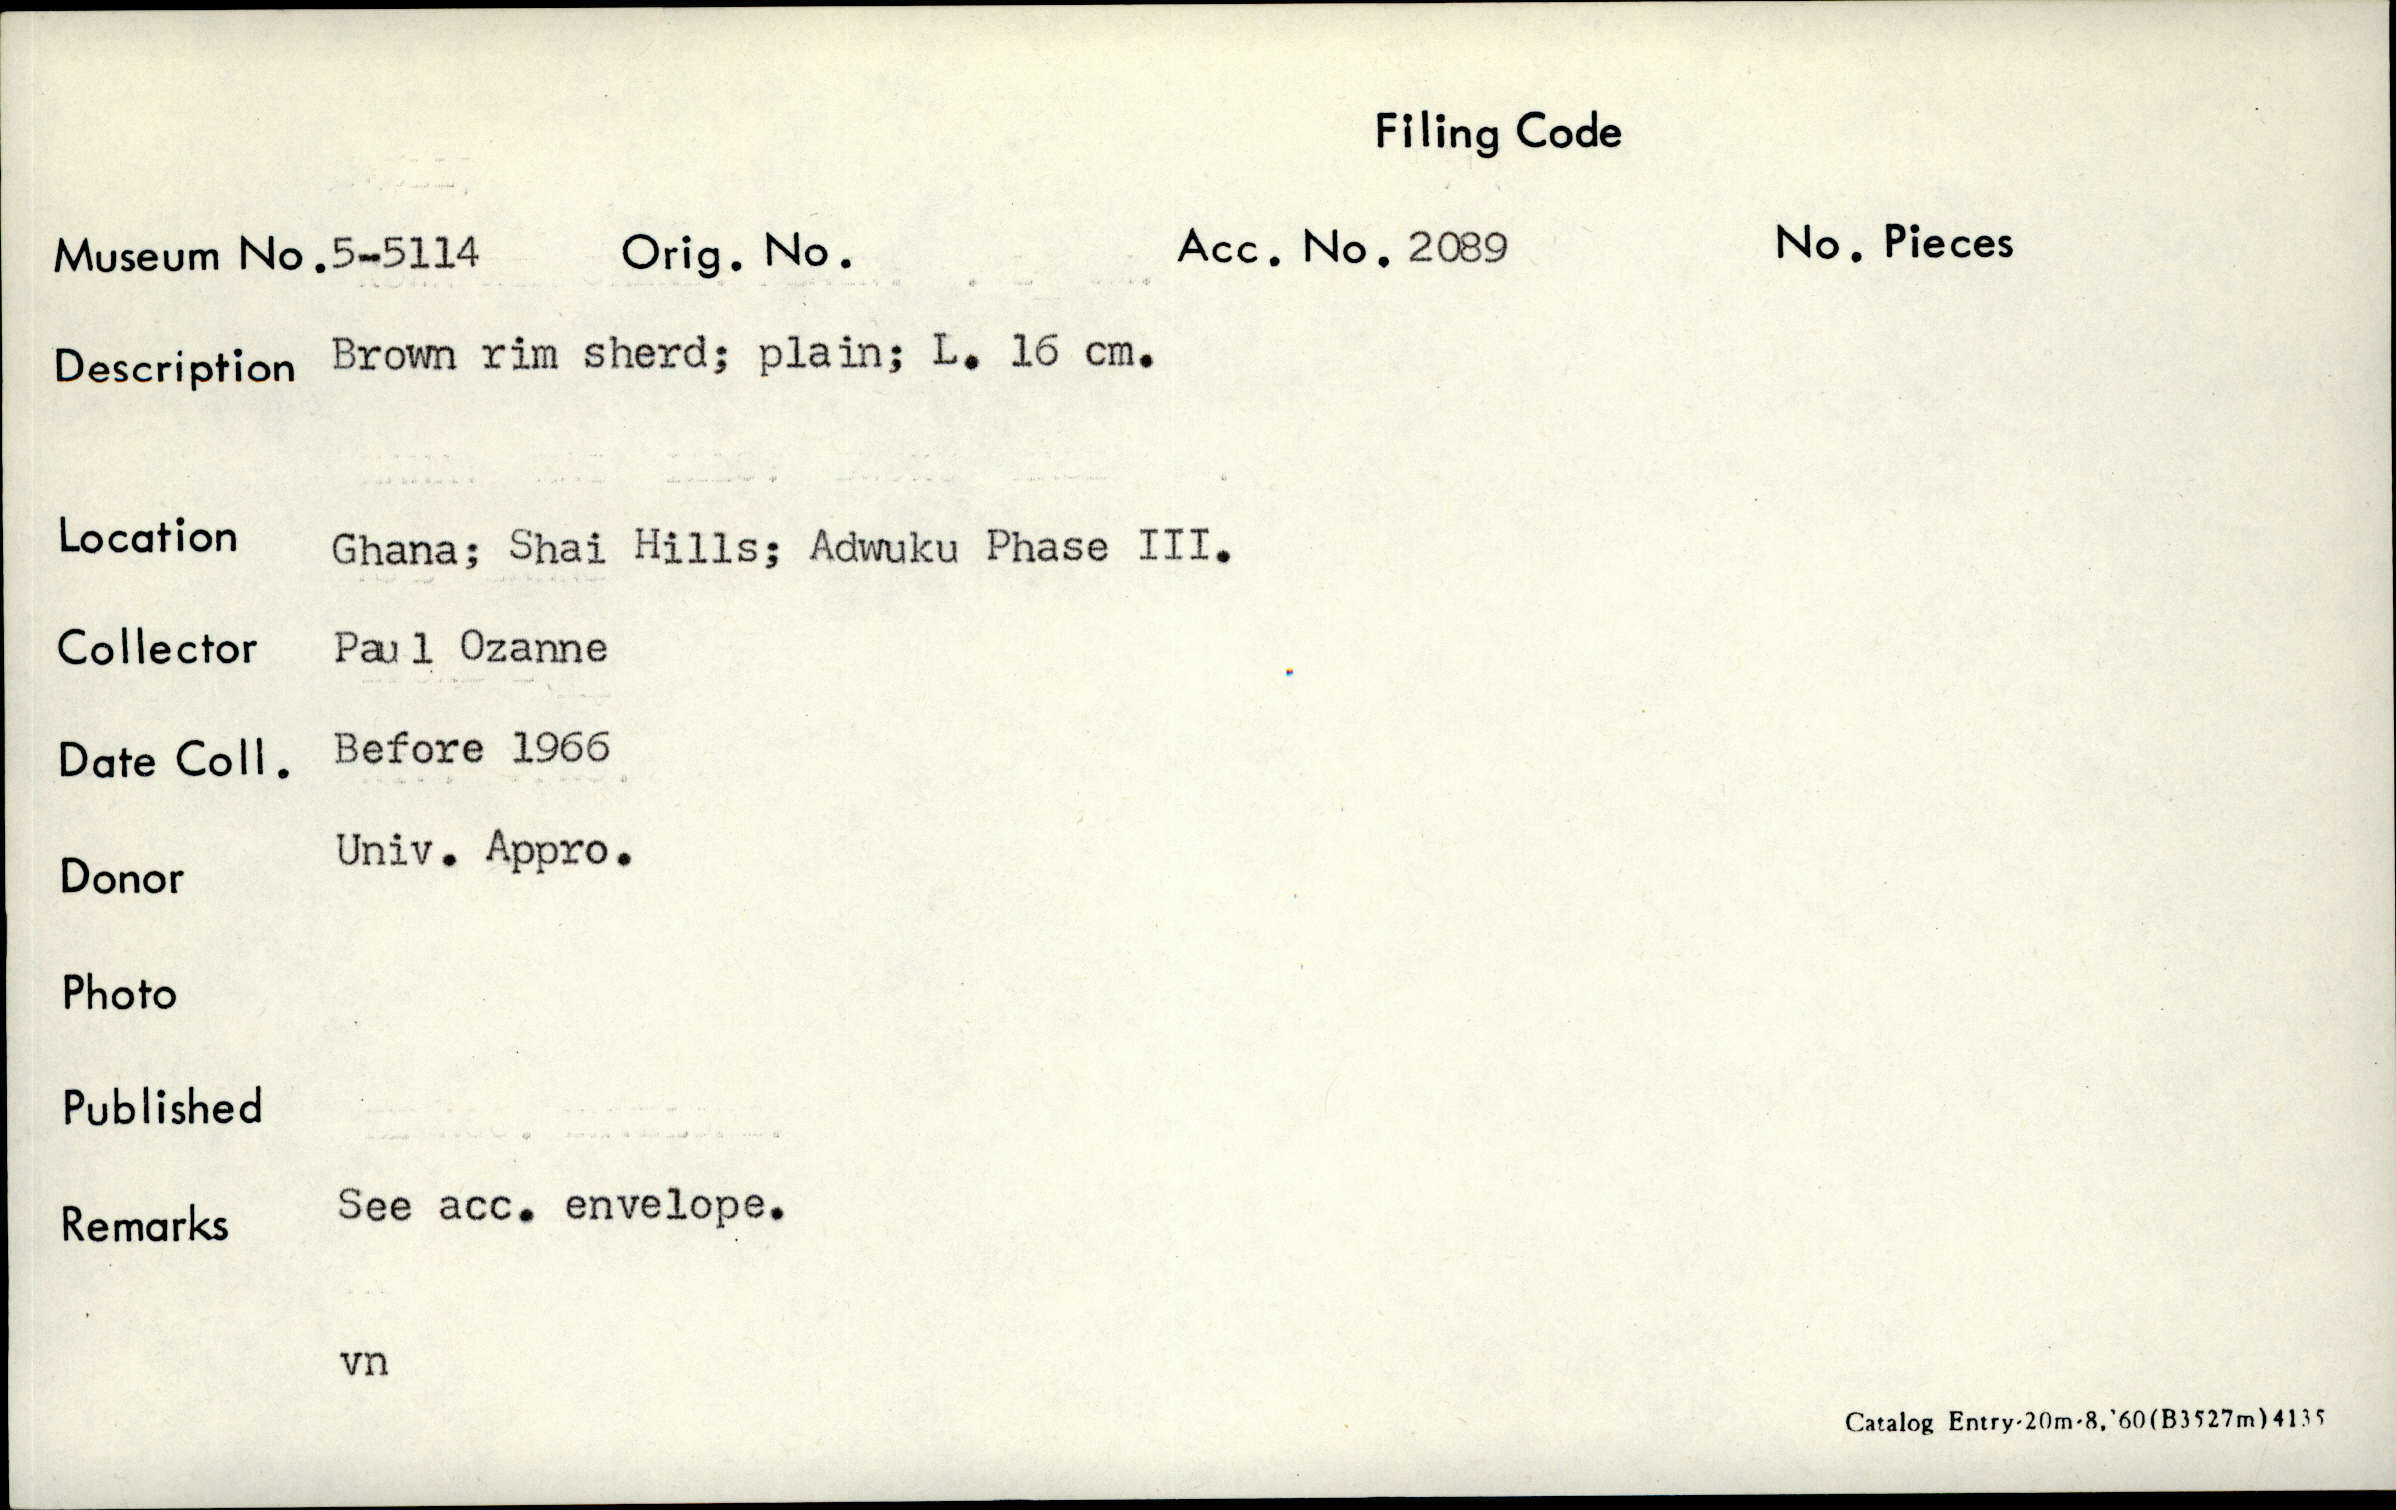 Filing Code
Museum No. 5-5114 Orig. No. Acc. No. 2089 No. Pieces
Description Brown rim sherd; plain; L. 16 cm.
Location Ghana; Shai Hills; Adwuku Phase III.
Collector Paul Ozanne
Date Coll. Before 1966
Donor Univ. Appro.
Photo
Published
Remarks See acc. envelope.
vn
Catalog Entry-20m-8,'60(B3527m)4135